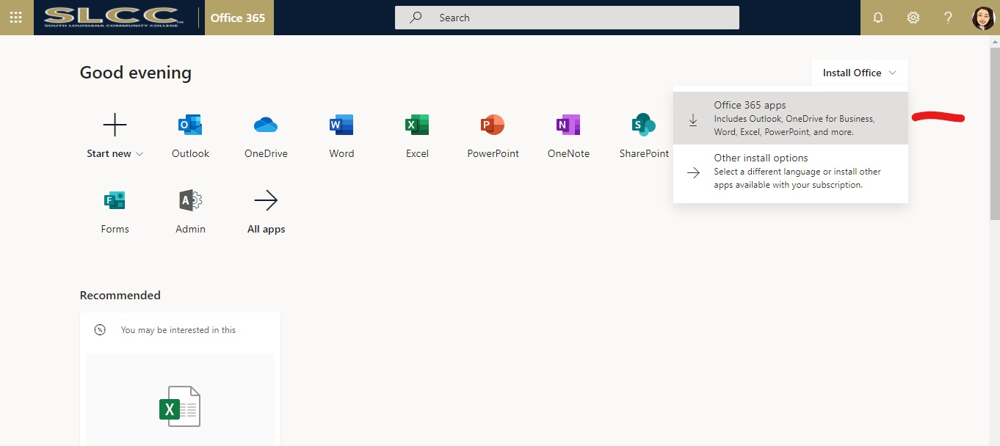 SLCC
SOUTH LOUISIANA COMMUNITY COLLEGE
TM
Office 365
Search
?
Good evening
Install Office
Office 365 apps
Includes Outlook, OneDrive for Business,
Word, Excel, PowerPoint, and more.
Other install options
Select a different language or install other
apps available with your subscription.
Start new
Outlook
OneDrive
Word
Excel
PowerPoint
OneNote
SharePoint
Forms
Admin
All apps
Recommended
You may be interested in this